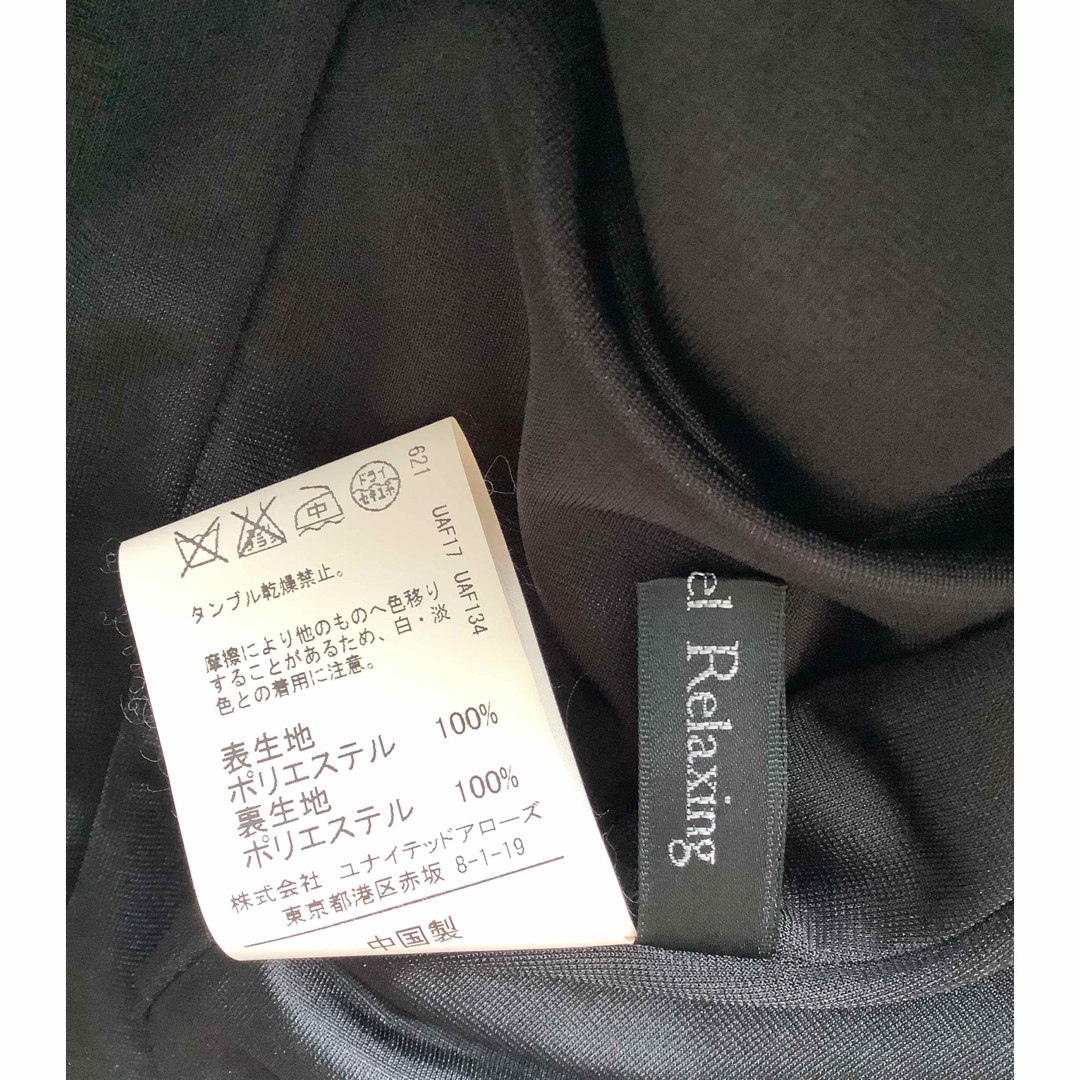 621 UAF17 UAF134
中
ドライ
セキユ系
タンブル乾燥禁止。
摩擦により他のものへ色移り
することがあるため、白・淡
色との着用に注意。
表生地
ポリエステル 100%
裏生地
ポリエステル 100%
株式会社 ユナイテッドアローズ
東京都港区赤坂 8-1-19
中国製
el Relaxing